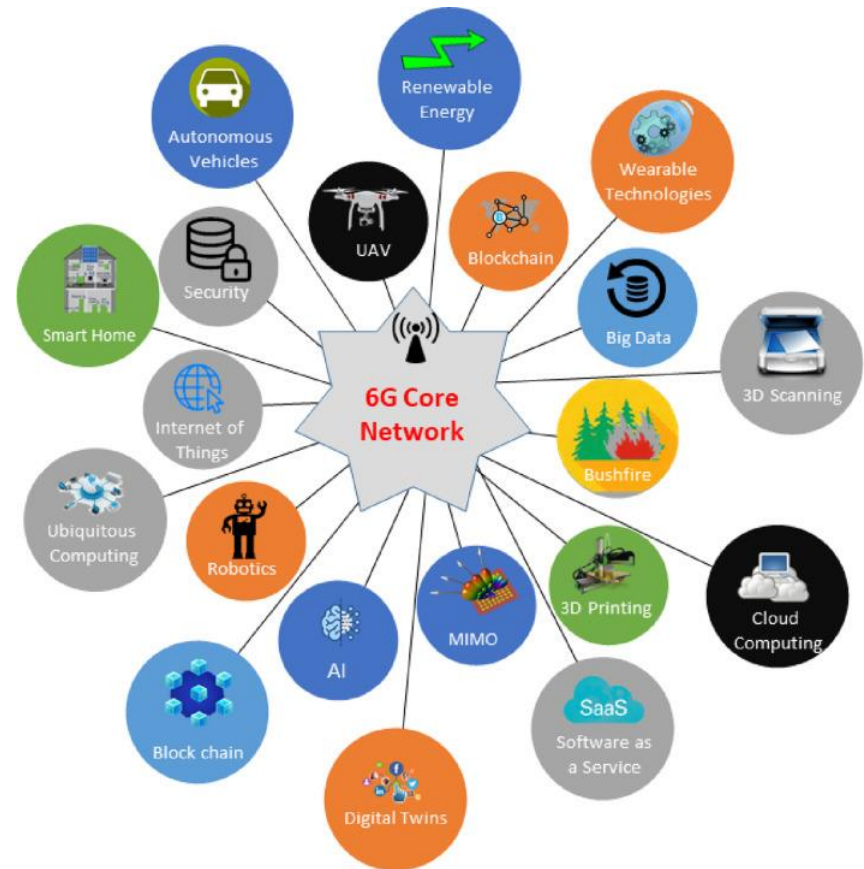 Renewable
Energy
Autonomous
Vehicles
Wearable
Technologies
UAV
Blockchain
Security
Smart Home
Big Data
3D Scanning
6G Core
Network
Internet of
Things
Bushfire
Ubiquitous
Computing
Robotics
3D Printing
Cloud
Computing
MIMO
AI
SaaS
Software as
a Service
Block chain
Digital Twins